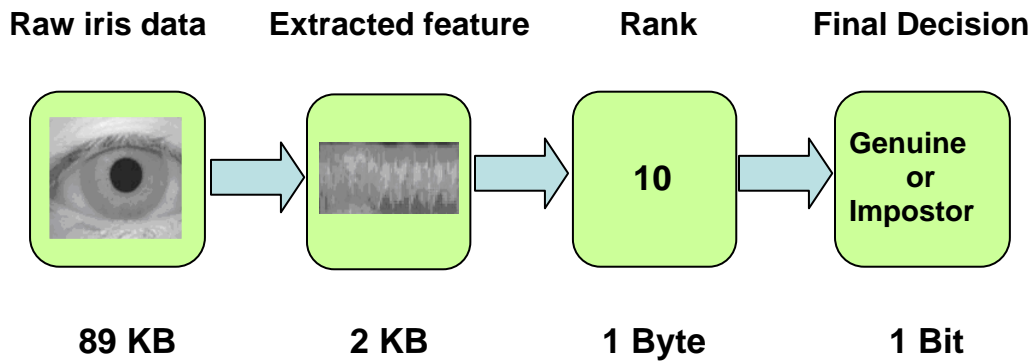 Raw iris data
Extracted feature
Rank
Final Decision
10
Genuine
or
Impostor
89 KB
2 KB
1 Byte
1 Bit